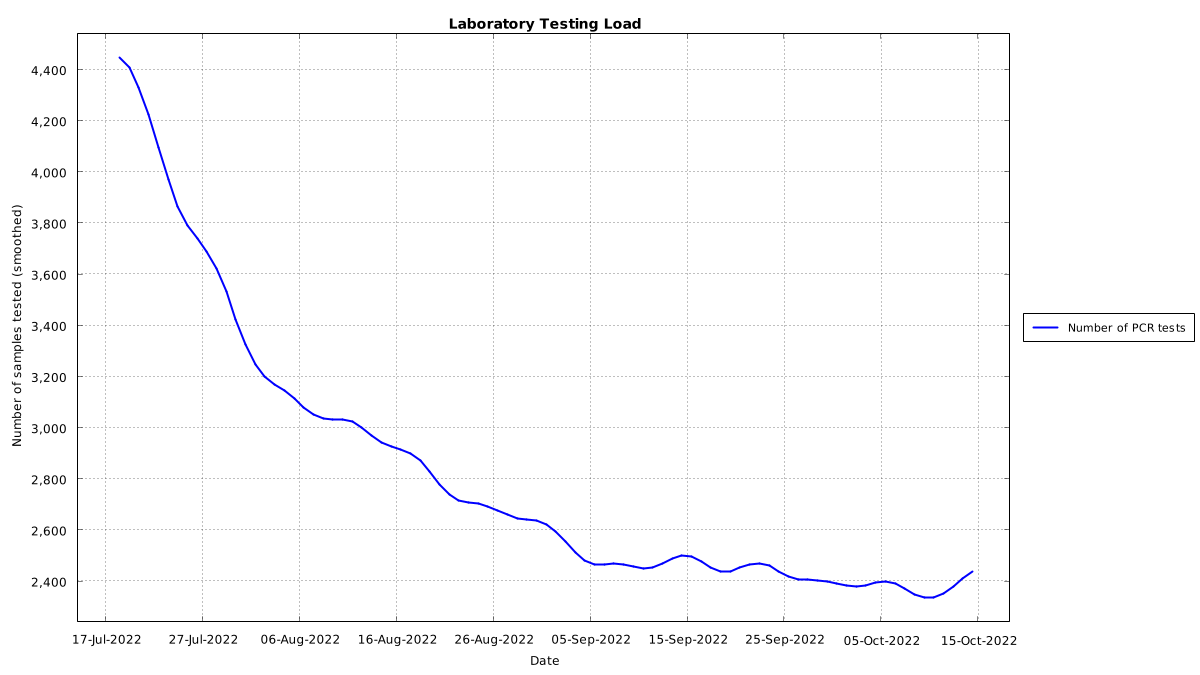 Laboratory Testing Load
Number of samples tested (smoothed)
4,400
4,200
4,000
3,800
3,600
3,400
3,200
3,000
2,800
2,600
2,400
17-Jul-2022 27-Jul-2022 06-Aug-2022 16-Aug-2022 26-Aug-2022 05-Sep-2022 15-Sep-2022 25-Sep-2022 05-Oct-2022 15-Oct-2022
Date
Number of PCR tests